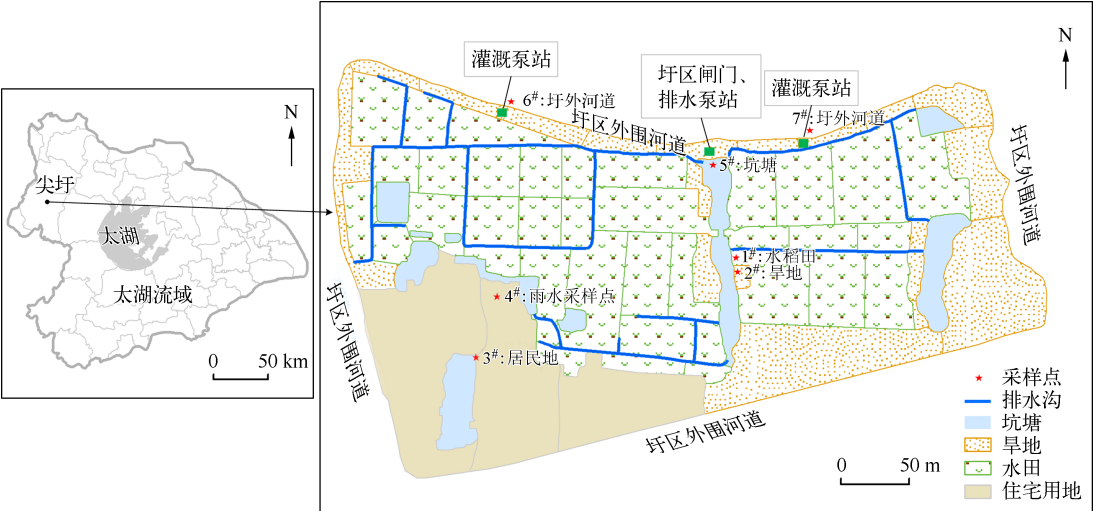 N
尖圩
太湖
太湖流域
0 50 km
N
灌溉泵站
圩区闸门、
排水泵站
灌溉泵站
6#:圩外河道
7#:圩外河道
圩区外围河道
5#:坑塘
圩区外围河道
1#:水稻田
2#:旱地
4#:雨水采样点
圩区外围河道
3#:居民地
圩区外围河道
采样点
排水沟
坑塘
旱地
水田
住宅用地
0 50 m